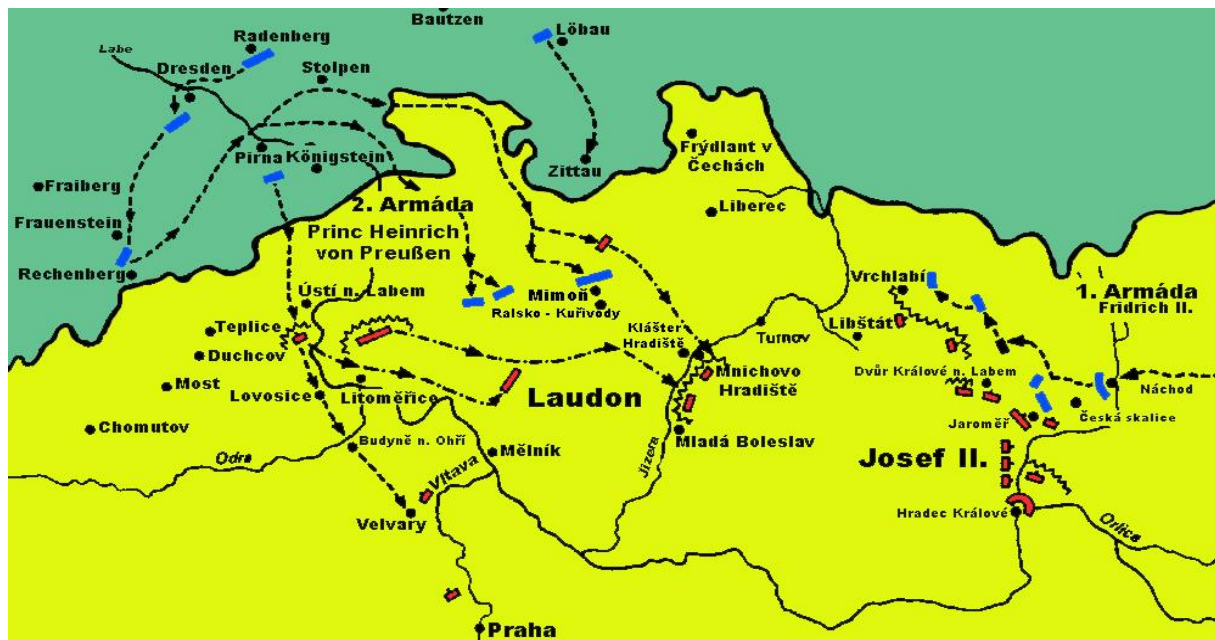 Bautzen
Löbau
Radenberg
Labe
Dresden
Stolpen
Pirna
Königstein
Zittau
Frýdlant v
Čechách
Fraiberg
Frauenstein
Rechenberg
2. Armáda
Princ Heinrich
von Preußen
Liberec
Ústí n. Labem
Mimoň
Ralsko - Kuřivody
Vrchlabí
1. Armáda
Fridrich II.
Teplice
Duchcov
Klášter
Hradiště
Turnov
Libštát
Most
Lovosice
Litoměřice
Laudon
Mnichovo
Hradiště
Dvůr Králové n. Labem
Náchod
Česká skalice
Jaroměř
Chomutov
Budyně n. Ohří
Mělník
Mladá Boleslav
Jizera
Josef II.
Odra
Vltava
Velvary
Hradec Králové
Orlice
Praha